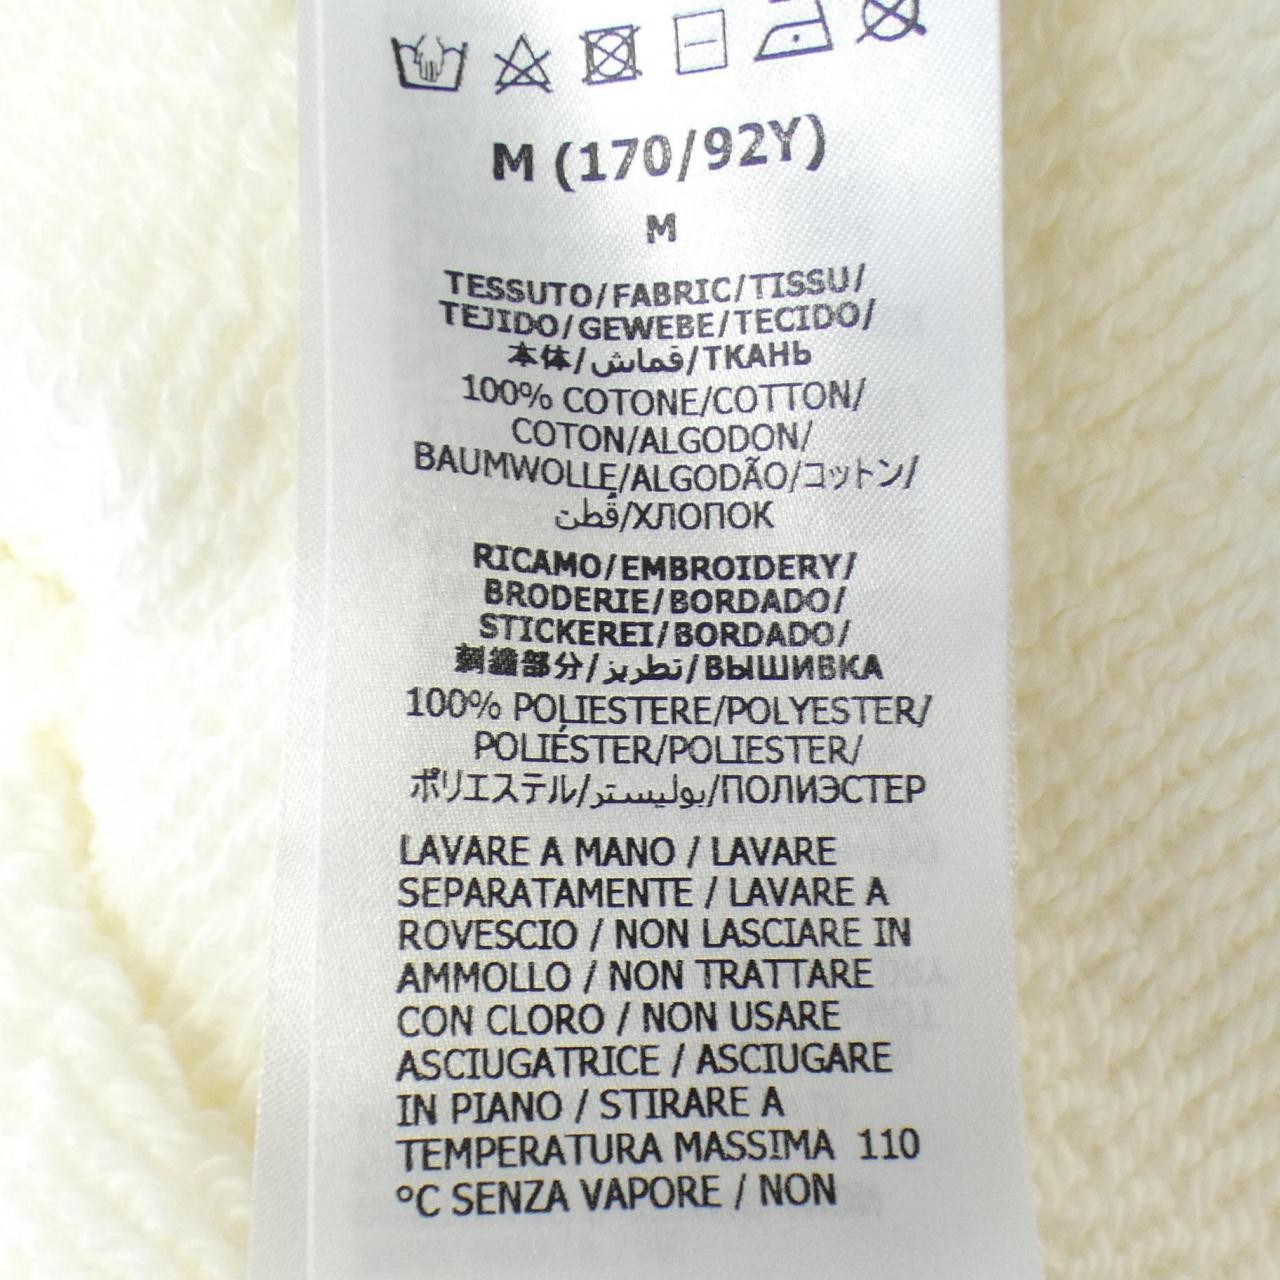 M (170/92Y)
M
TESSUTO/FABRIC/TISSU/
TEJIDO/GEWEBE/TECIDO/
本体/قماش/ТКАНЬ
100% COTONE/COTTON/
COTON/ALGODON/
BAUMWOLLE/ALGODÃO/コットン/
قُطن/ХЛОПОК
RICAMO/EMBROIDERY/
BRODERIE/BORDADO/
STICKEREI/BORDADO/
刺繍部分/تطريز/ВЫШИВКА
100% POLIESTERE/POLYESTER/
POLIÉSTER/POLIESTER/
ポリエステル/بوليستر/ПОЛИЭСТЕР
LAVARE A MANO / LAVARE
SEPARATAMENTE / LAVARE A
ROVESCIO / NON LASCIARE IN
AMMOLLO / NON TRATTARE
CON CLORO / NON USARE
ASCIUGATRICE / ASCIUGARE
IN PIANO / STIRARE A
TEMPERATURA MASSIMA 110
°C SENZA VAPORE / NON